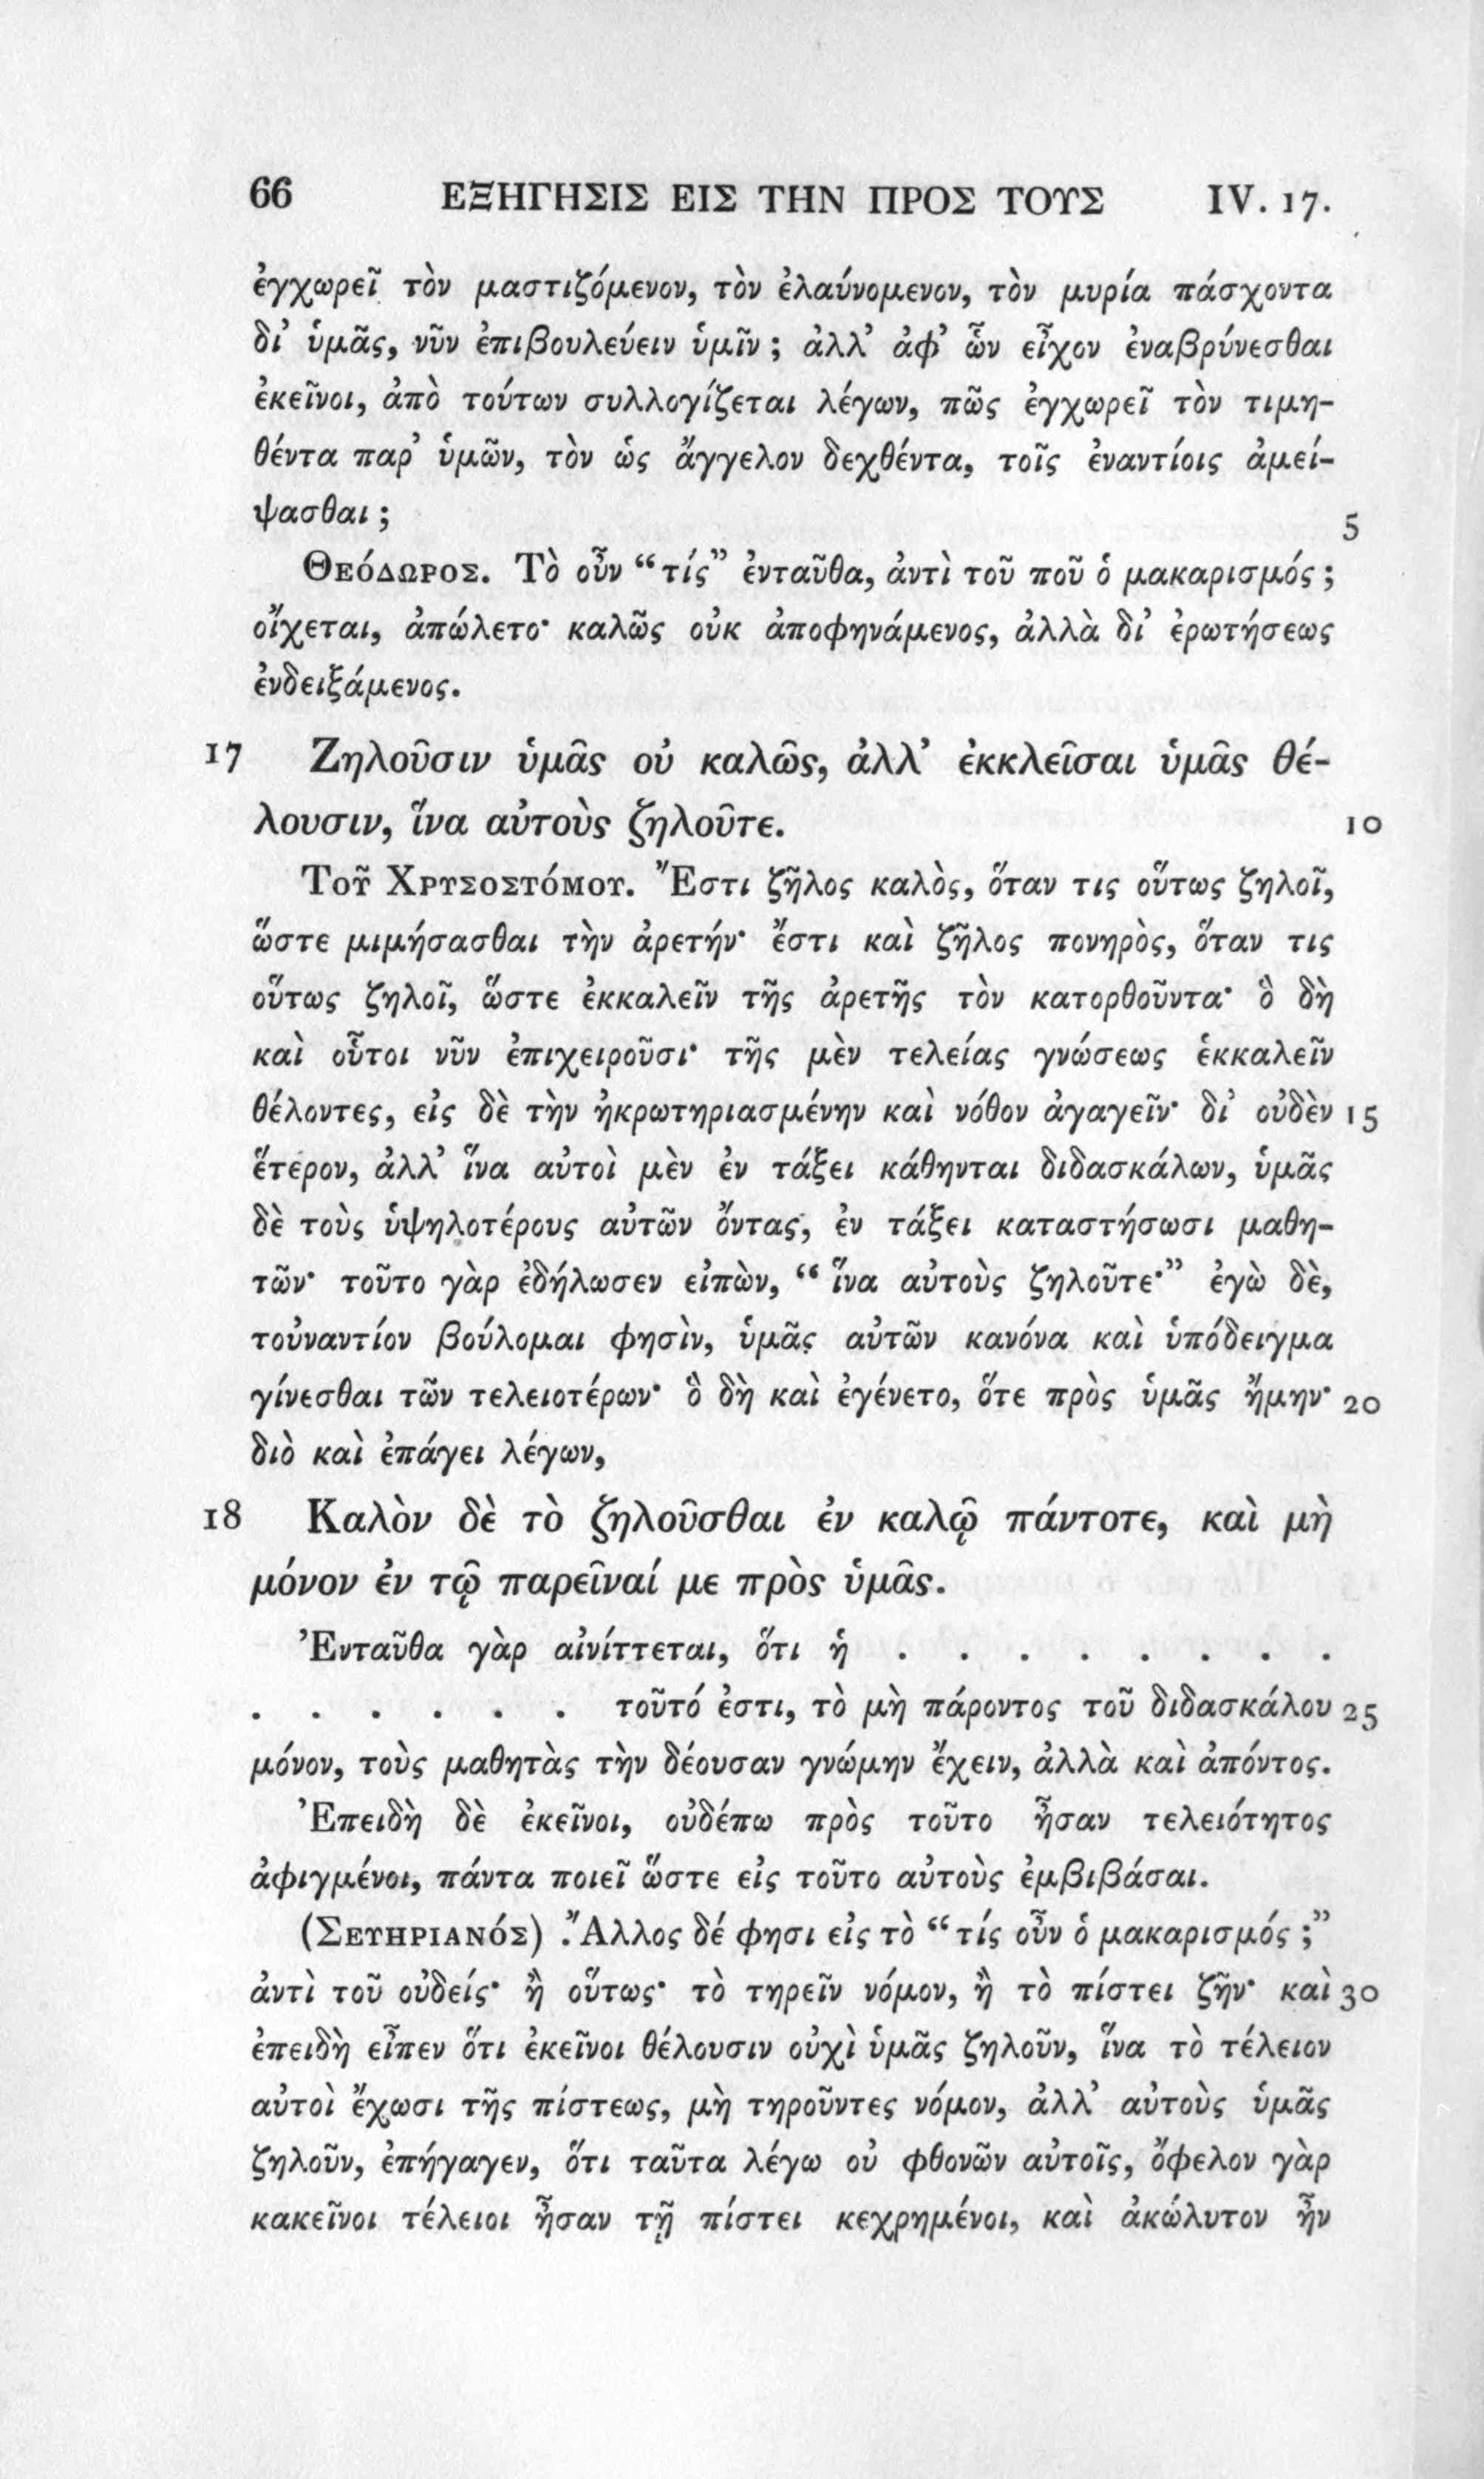 66 ΕΞΗΓΗΣΙΣ ΕΙΣ ΤΗΝ ΠΡΟΣ ΤΟΥΣ IV. 17.
ἐγχωρεῖ τὸν μαστιζόμενον, τὸν ἐλαύνομενον, τὸν μυρία πάσχοντα
δι’ ὑμᾶς, νῦν ἐπιβουλεύειν ὑμῖν ; ἀλλ’ ἀφ’ ὧν εἶχον ἐναβρύνεσθαι
ἐκεῖνοι, ἀπὸ τούτων συλλογίζεται λέγων, πῶς ἐγχωρεῖ τὸν τιμη-
θέντα παρ’ ὑμῶν, τὸν ὡς ἄγγελον δεχθέντα, τοῖς ἐναντίοις ἀμεί-
ψασθαι ; 5
Θεόδωρος. Τὸ οὖν “τίς” ἐνταῦθα, ἀντὶ τοῦ ποῦ ὁ μακαρισμός ;
οἴχεται, ἀπώλετο· καλῶς οὐκ ἀποφηνάμενος, ἀλλὰ δι’ ἐρωτήσεως
ἐνδειξάμενος.
17 Ζηλοῦσιν ὑμᾶς οὐ καλῶς, ἀλλ’ ἐκκλεῖσαι ὑμᾶς θέ-
λουσιν, ἵνα αὐτοὺς ζηλοῦτε. 10
Τοῦ Χρυσοστόμου. Ἔστι ζῆλος καλὸς, ὅταν τις οὕτως ζηλοῖ,
ὥστε μιμήσασθαι τὴν ἀρετήν· ἔστι καὶ ζῆλος πονηρὸς, ὅταν τις
οὕτως ζηλοῖ, ὥστε ἐκκαλεῖν τῆς ἀρετῆς τὸν κατορθοῦντα· ὃ δὴ
καὶ οὗτοι νῦν ἐπιχειροῦσι· τῆς μὲν τελείας γνώσεως ἐκκαλεῖν
θέλοντες, εἰς δὲ τὴν ἠκρωτηριασμένην καὶ νόθον ἀγαγεῖν· δι’ οὐδὲν 15
ἕτερον, ἀλλ’ ἵνα αὐτοὶ μὲν ἐν τάξει κάθηνται διδασκάλων, ὑμᾶς
δὲ τοὺς ὑψηλοτέρους αὐτῶν ὄντας, ἐν τάξει καταστήσωσι μαθη-
τῶν· τοῦτο γὰρ ἐδήλωσεν εἰπὼν, “ ἵνα αὐτοὺς ζηλοῦτε·” ἐγὼ δὲ,
τοὐναντίον βούλομαι φησὶν, ὑμᾶς αὐτῶν κανόνα καὶ ὑπόδειγμα
γίνεσθαι τῶν τελειοτέρων· ὃ δὴ καὶ ἐγένετο, ὅτε πρὸς ὑμᾶς ἤμην· 20
διὸ καὶ ἐπάγει λέγων,
18 Καλὸν δὲ τὸ ζηλοῦσθαι ἐν καλῷ πάντοτε, καὶ μὴ
μόνον ἐν τῷ παρεῖναί με πρὸς ὑμᾶς.
Ἐνταῦθα γὰρ αἰνίττεται, ὅτι ἡ . . . . . . . .
. . . . . . τοῦτό ἐστι, τὸ μὴ πάροντος τοῦ διδασκάλου 25
μόνον, τοὺς μαθητὰς τὴν δέουσαν γνώμην ἔχειν, ἀλλὰ καὶ ἀπόντος.
Ἐπειδὴ δὲ ἐκεῖνοι, οὐδέπω πρὸς τοῦτο ἦσαν τελειότητος
ἀφιγμένοι, πάντα ποιεῖ ὥστε εἰς τοῦτο αὐτοὺς ἐμβιβάσαι.
(Σευηριανός) . Ἄλλος δέ φησι εἰς τὸ “τίς οὖν ὁ μακαρισμός ;”
ἀντὶ τοῦ οὐδείς· ἢ οὕτως· τὸ τηρεῖν νόμον, ἢ τὸ πίστει ζῆν· καὶ 30
ἐπειδὴ εἶπεν ὅτι ἐκεῖνοι θέλουσιν οὐχὶ ὑμᾶς ζηλοῦν, ἵνα τὸ τέλειον
αὐτοὶ ἔχωσι τῆς πίστεως, μὴ τηροῦντες νόμον, ἀλλ’ αὐτοὺς ὑμᾶς
ζηλοῦν, ἐπήγαγεν, ὅτι ταῦτα λέγω οὐ φθονῶν αὐτοῖς, ὄφελον γὰρ
κακεῖνοι τέλειοι ἦσαν τῇ πίστει κεχρημένοι, καὶ ἀκώλυτον ἦν